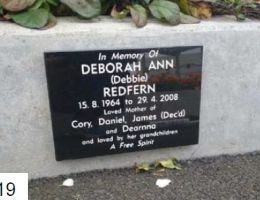 In Memory Of
DEBORAH ANN
(Debbie)
REDFERN
15. 8. 1964 to 29. 4. 2008
Loved Mother of
Cory, Daniel, James (Dec'd)
and Deanna
and loved by her grandchildren
A Free Spirit
19